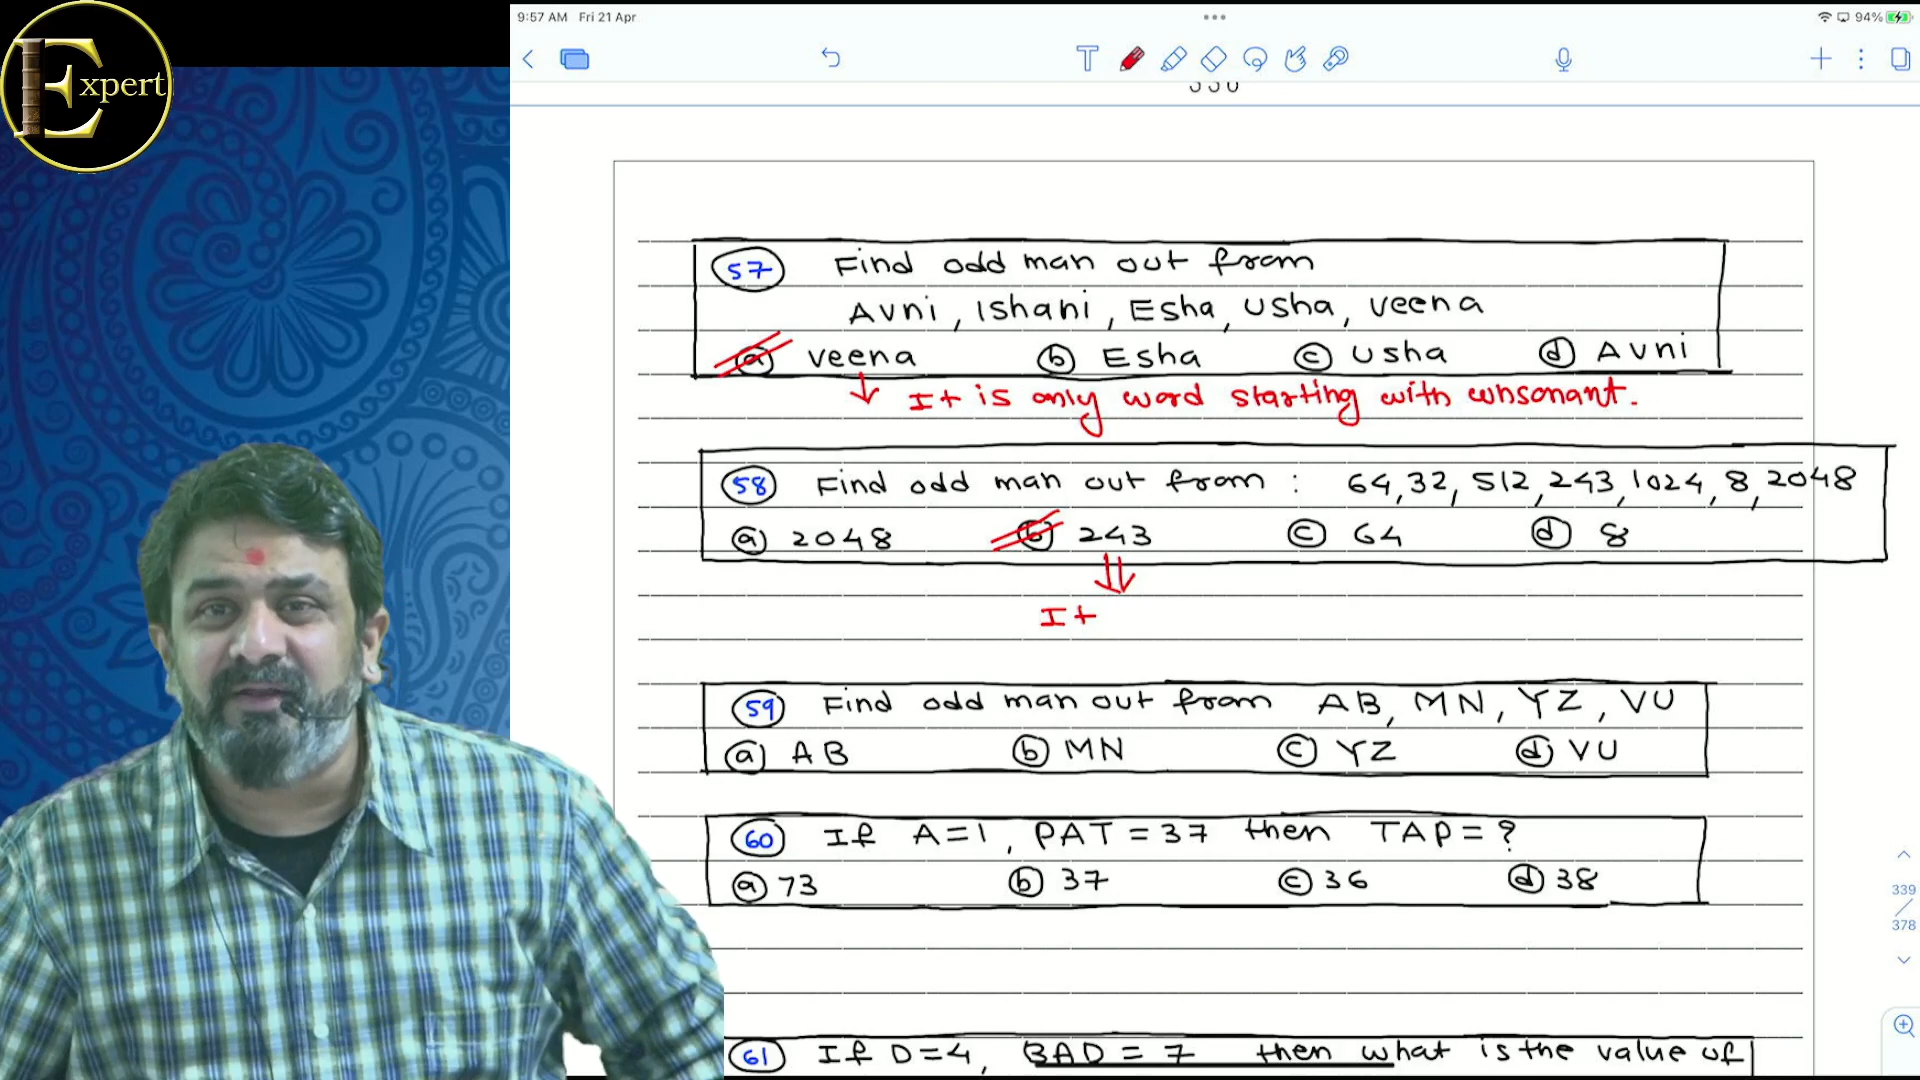 9:57 AM Fri 21 Apr
94%
Expert
57 Find odd man out from
Avni, Ishani, Esha, Usha, Veena
a Veena b Esha c Usha d Avni
It is only word starting with consonant.
58 Find odd man out from : 64, 32, 512, 243, 1024, 8, 2048
a 2048 b 243 c 64 d 8
It
59 Find odd man out from AB, MN, YZ, VU
a AB b MN c YZ d VU
60 If A=1, PAT = 37 then TAP = ?
a 73 b 37 c 36 d 38
339
378
61 If D=4, BAD = 7 then what is the value of